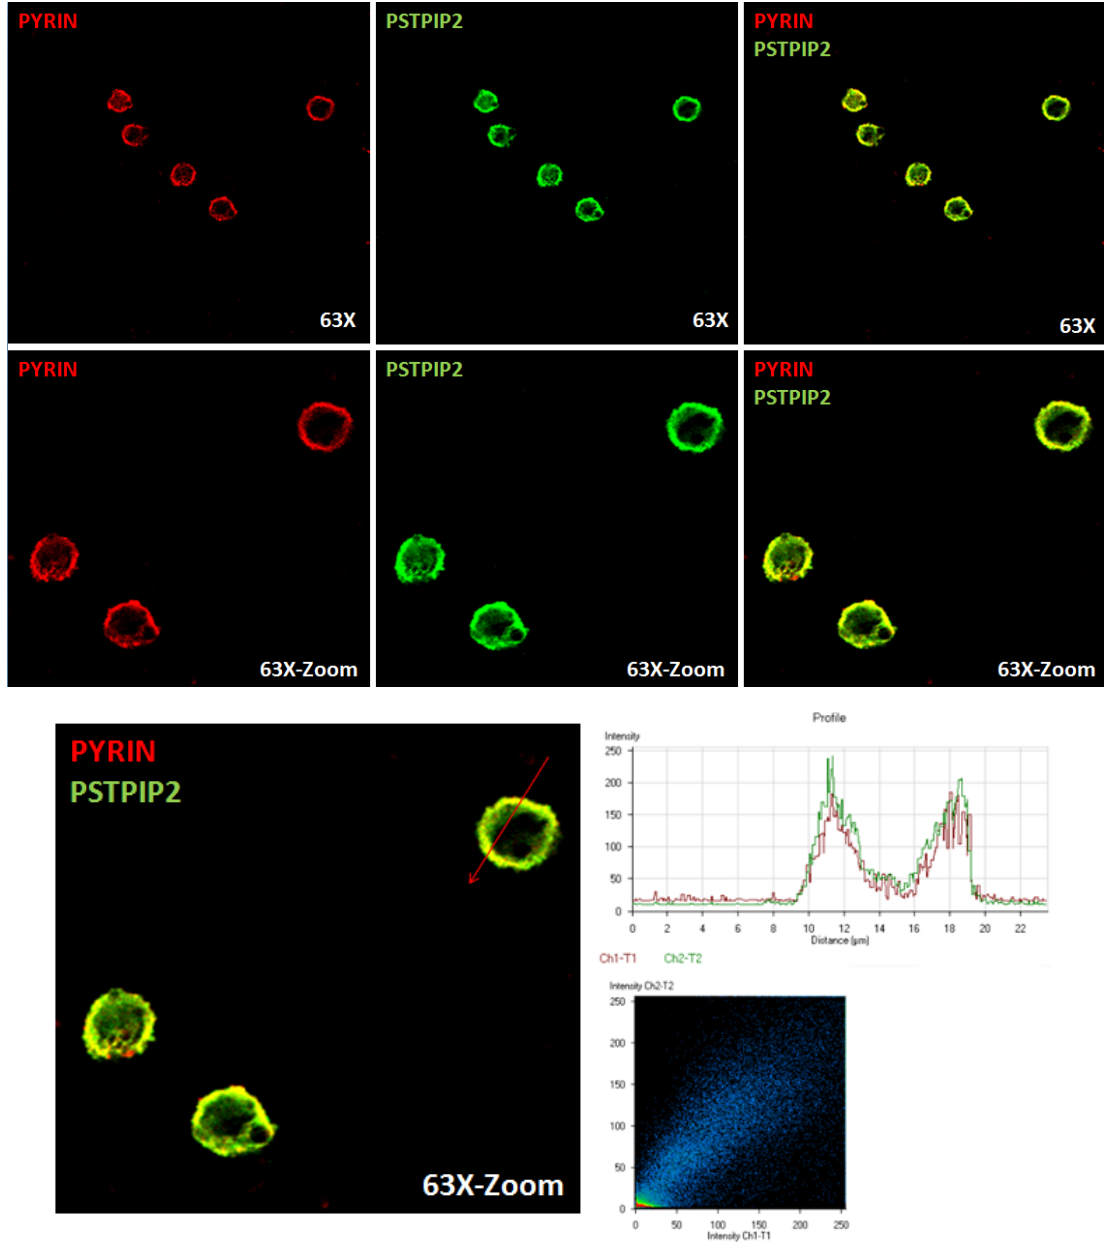 PYRIN
PSTPIP2
PYRIN
PSTPIP2
63X
63X
63X
PYRIN
PSTPIP2
PYRIN
PSTPIP2
63X-Zoom
63X-Zoom
63X-Zoom
PYRIN
PSTPIP2
63X-Zoom
Profile
Intensity
250
200
150
100
50
0
0 2 4 6 8 10 12 14 16 18 20 22
Distance (µm)
Ch1-T1 Ch2-T2
Intensity Ch2-T2
250
200
150
100
50
0
0 50 100 150 200 250
Intensity Ch1-T1